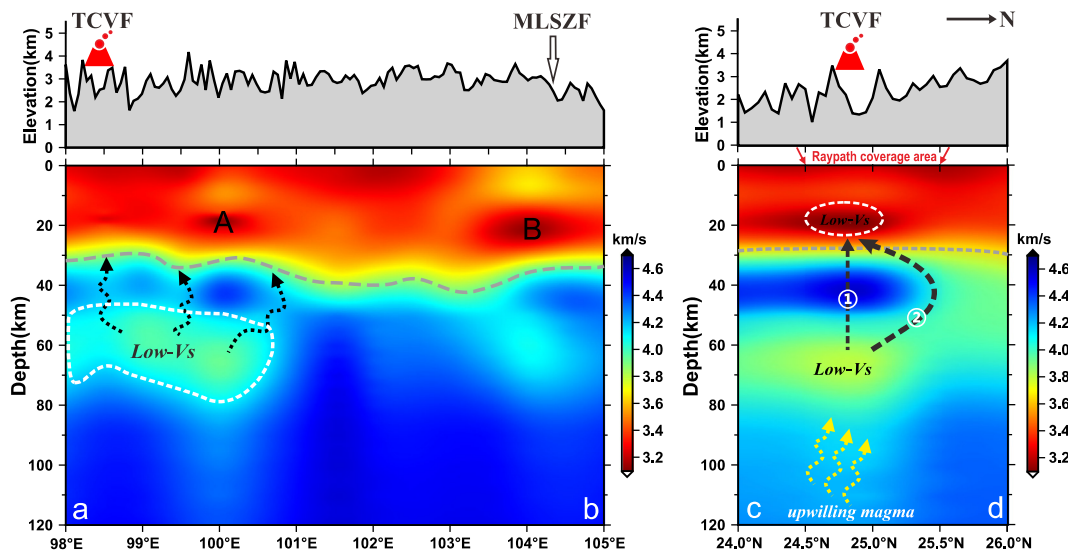 TCVF
MLSZF
Elevation(km)
5
4
3
2
1
0
Depth(km)
0
20
40
60
80
100
120
A
B
Low-Vs
a
b
98°E
99°E
100°E
101°E
102°E
103°E
104°E
105°E
km/s
4.6
4.4
4.2
4.0
3.8
3.6
3.4
3.2
TCVF
N
Elevation(km)
5
4
3
2
1
0
Raypath coverage area
Depth(km)
0
20
40
60
80
100
120
Low-Vs
①
②
Low-Vs
upwilling magma
c
d
24.0°N
24.5°N
25.0°N
25.5°N
26.0°N
km/s
4.6
4.4
4.2
4.0
3.8
3.6
3.4
3.2